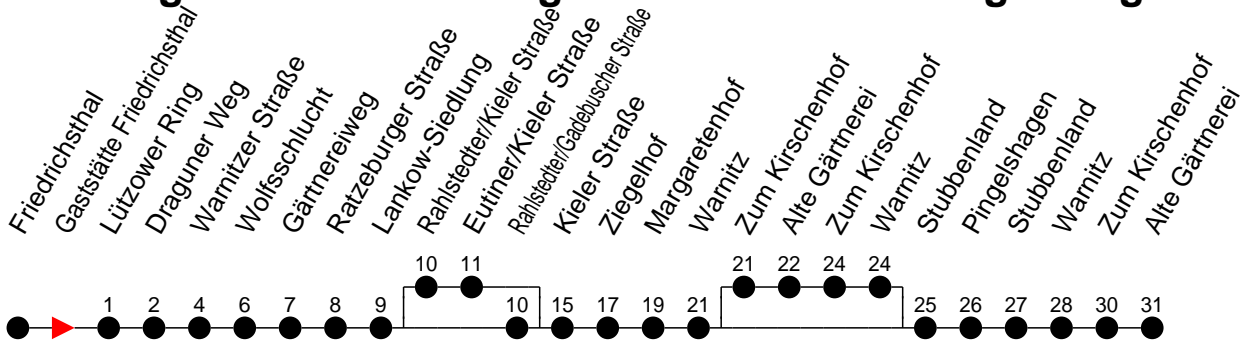 Friedrichsthal
Gaststätte Friedrichsthal
Lützower Ring
Draguner Weg
Warnitzer Straße
Wolfsschlucht
Gärtnereiweg
Ratzeburger Straße
Lankow-Siedlung
Rahlstedter/Kieler Straße
Eutiner/Kieler Straße
Rahlstedter/Gadebuscher Straße
Kieler Straße
Ziegelhof
Margaretenhof
Warnitz
Zum Kirschenhof
Alte Gärtnerei
Zum Kirschenhof
Warnitz
Stubbenland
Pingelshagen
Stubbenland
Warnitz
Zum Kirschenhof
Alte Gärtnerei
10 11 21 22 24 24
1 2 4 6 7 8 9 10 15 17 19 21 25 26 27 28 30 31